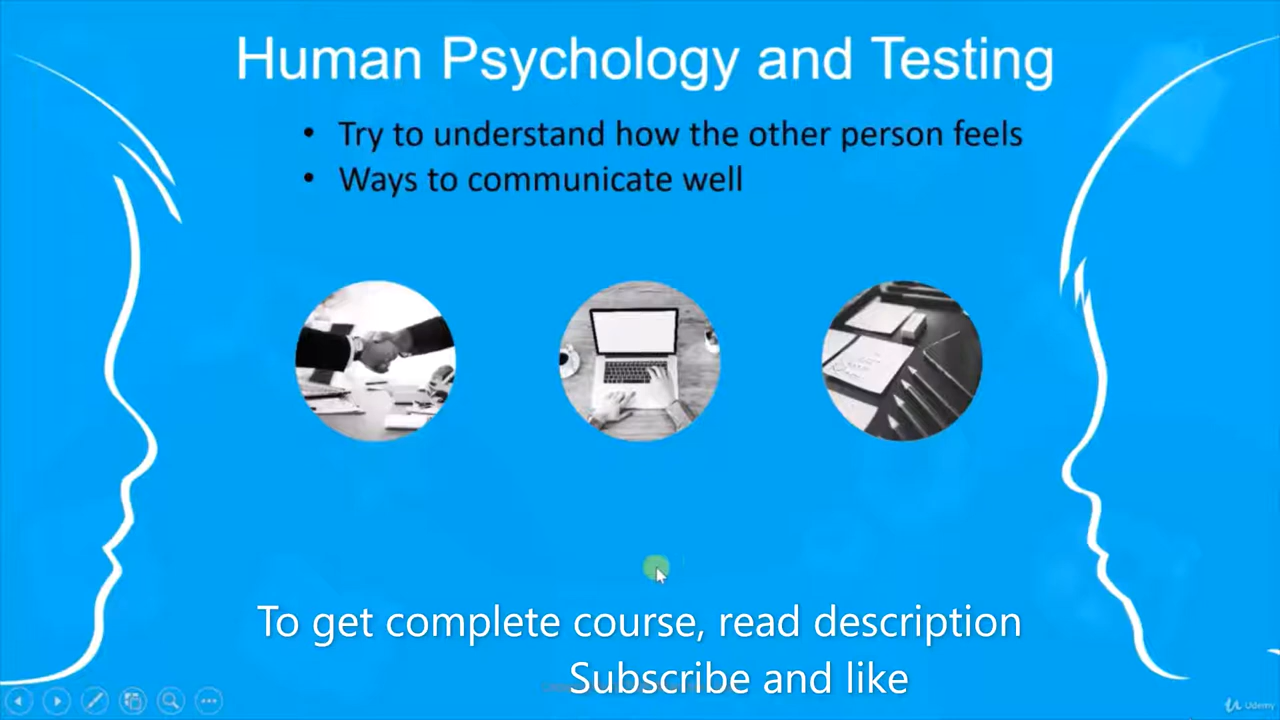 Human Psychology and Testing
• Try to understand how the other person feels
• Ways to communicate well
To get complete course, read description
Subscribe and like
Udemy